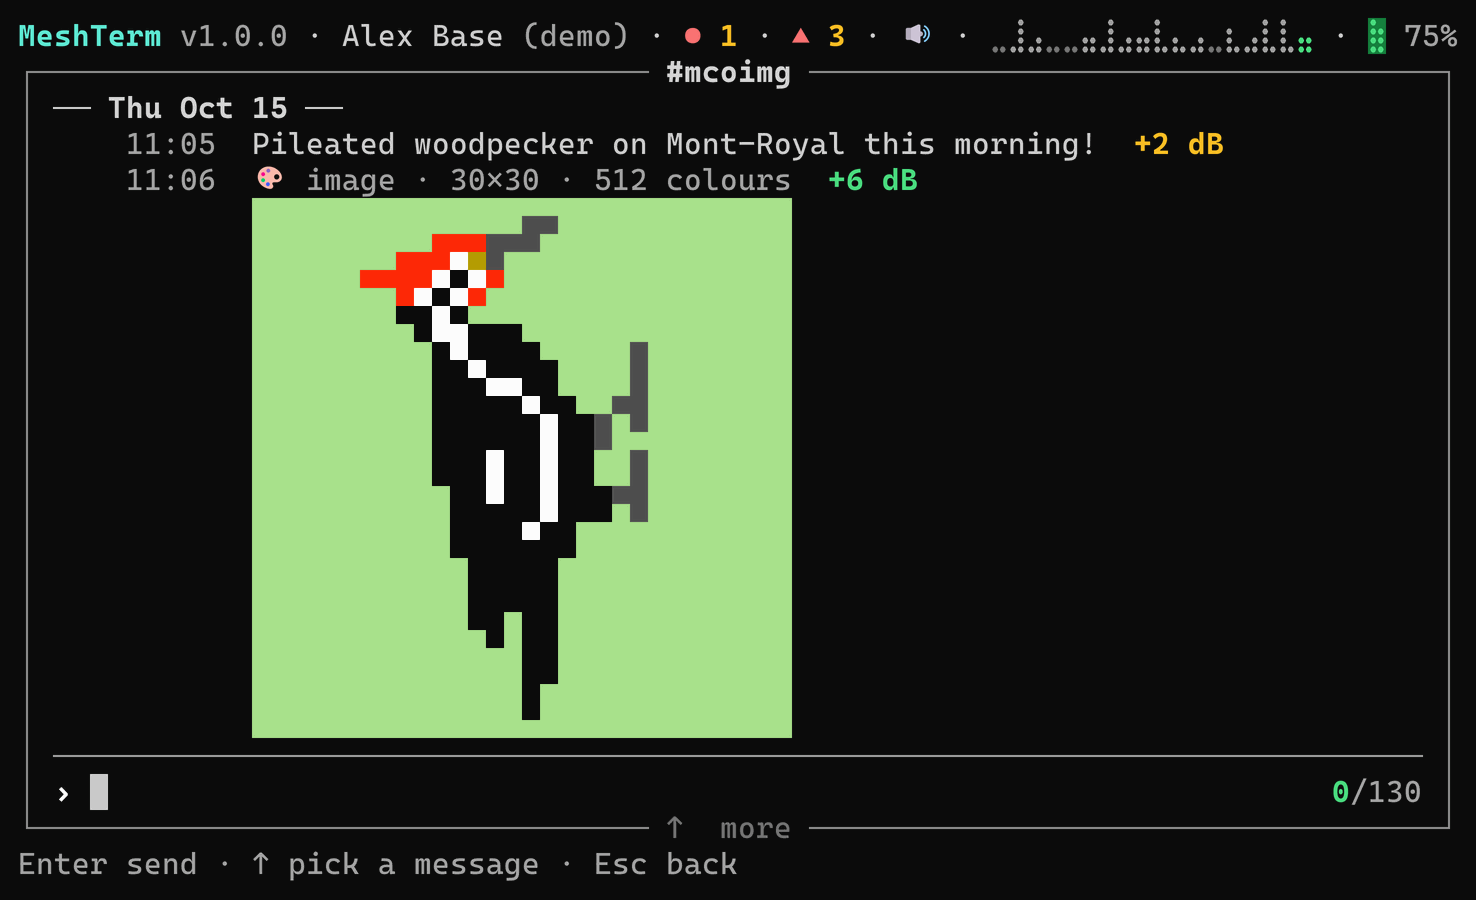 MeshTerm v1.0.0 · Alex Base (demo) · 1 · 3 · · 75%
#mcoimg
Thu Oct 15
11:05 Pileated woodpecker on Mont-Royal this morning! +2 dB
11:06 image · 30×30 · 512 colours +6 dB
› 0/130
↑ more
Enter send · ↑ pick a message · Esc back